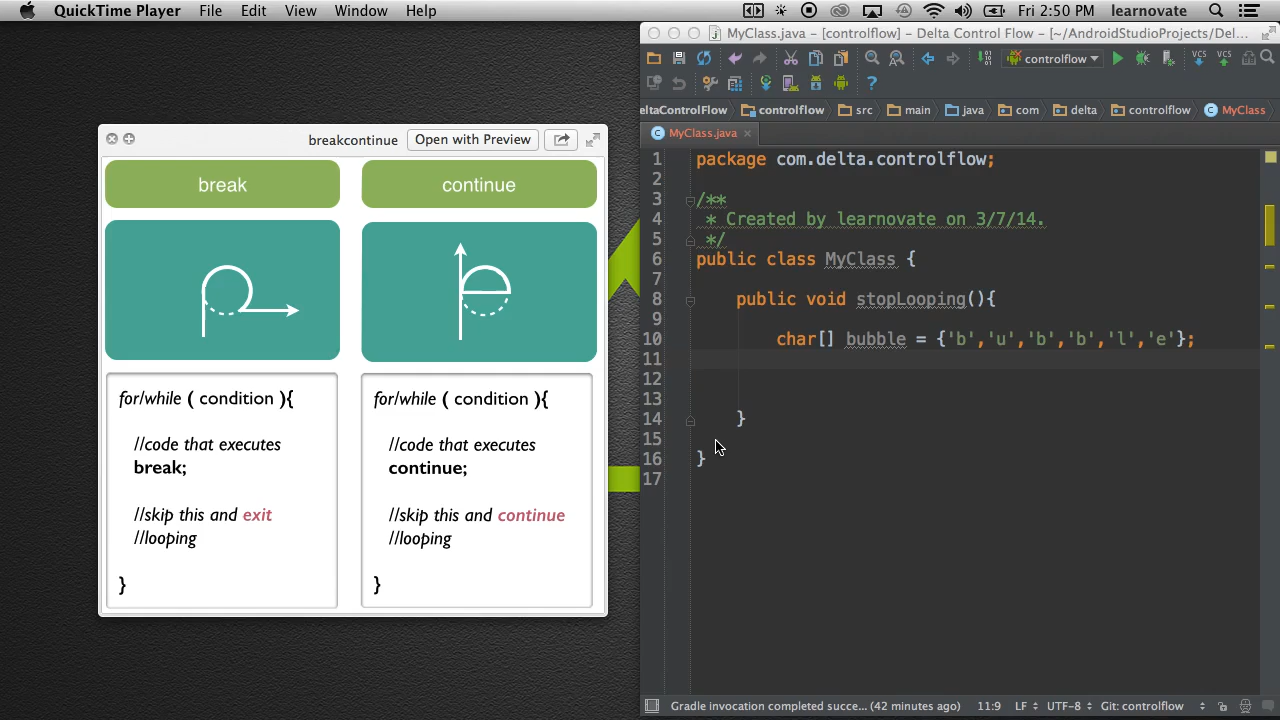 QuickTime Player File Edit View Window Help Fri 2:50 PM learnovate
breakcontinue Open with Preview
break
continue
for/while ( condition ){
//code that executes
break;
//skip this and exit
//looping
}
for/while ( condition ){
//code that executes
continue;
//skip this and continue
//looping
}
MyClass.java – [controlflow] – Delta Control Flow – [~/AndroidStudioProjects/Del...
controlflow
VCS VCS
eltaControlFlow controlflow src main java com delta controlflow MyClass
MyClass.java
1 package com.delta.controlflow;
2
3 /**
4 * Created by learnovate on 3/7/14.
5 */
6 public class MyClass {
7
8 public void stopLooping(){
9
10 char[] bubble = {'b','u','b','b','l','e'};
11
12
13
14 }
15
16 }
17
Gradle invocation completed succe... (42 minutes ago) 11:9 LF UTF-8 Git: controlflow